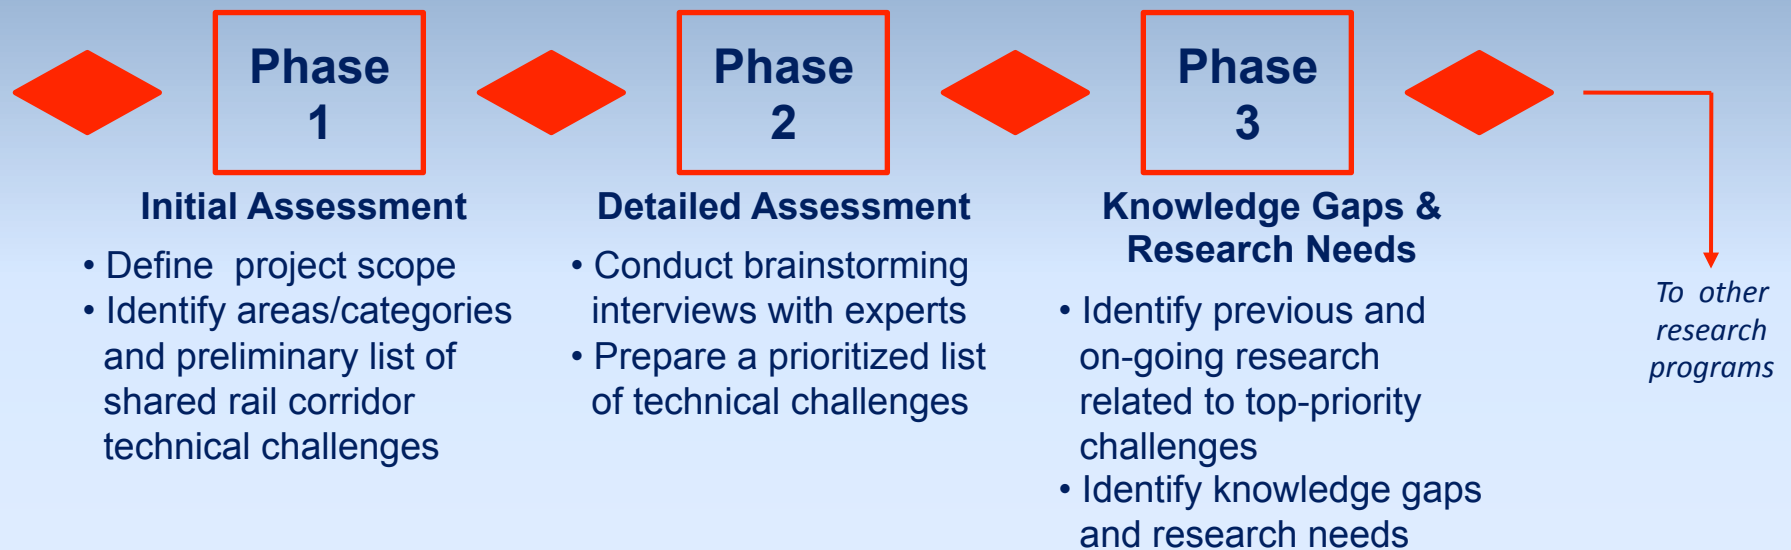 Phase
1
Initial Assessment
• Define  project scope
• Identify areas/categories
and preliminary list of
shared rail corridor
technical challenges
Phase
2
Detailed Assessment
• Conduct brainstorming
interviews with experts
• Prepare a prioritized list
of technical challenges
Phase
3
Knowledge Gaps &
Research Needs
• Identify previous and
on-going research
related to top-priority
challenges
• Identify knowledge gaps
and research needs
To  other
research
programs